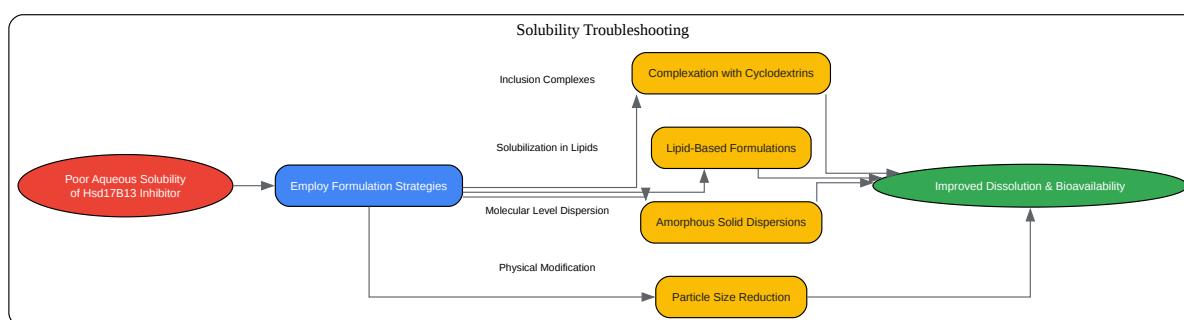 Solubility Troubleshooting
Inclusion Complexes
Complexation with Cyclodextrins
Solubilization in Lipids
Lipid-Based Formulations
Poor Aqueous Solubility
of Hsd17B13 Inhibitor
Employ Formulation Strategies
Improved Dissolution & Bioavailability
Molecular Level Dispersion
Amorphous Solid Dispersions
Physical Modification
Particle Size Reduction